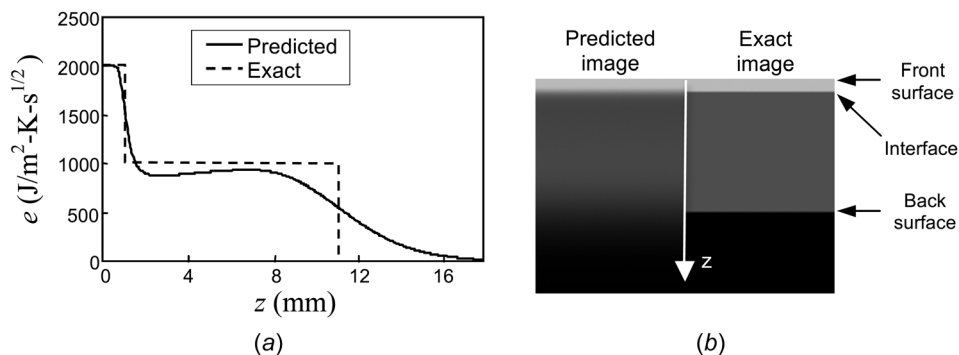 2500
2000
1500
1000
500
0
e (J/m²-K-s^1/2)
Predicted
Exact
0
4
8
12
16
z (mm)
(a)
Predicted image
Exact image
Front surface
Interface
Back surface
z
(b)